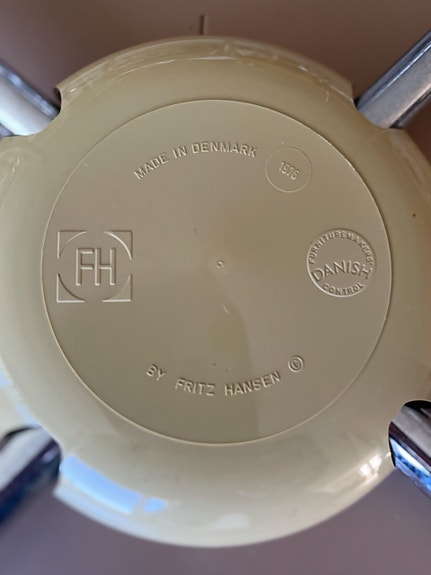 MADE IN DENMARK
1976
FH
FURNITUREMAKERS'
DANISH
CONTROL
BY FRITZ HANSEN ©